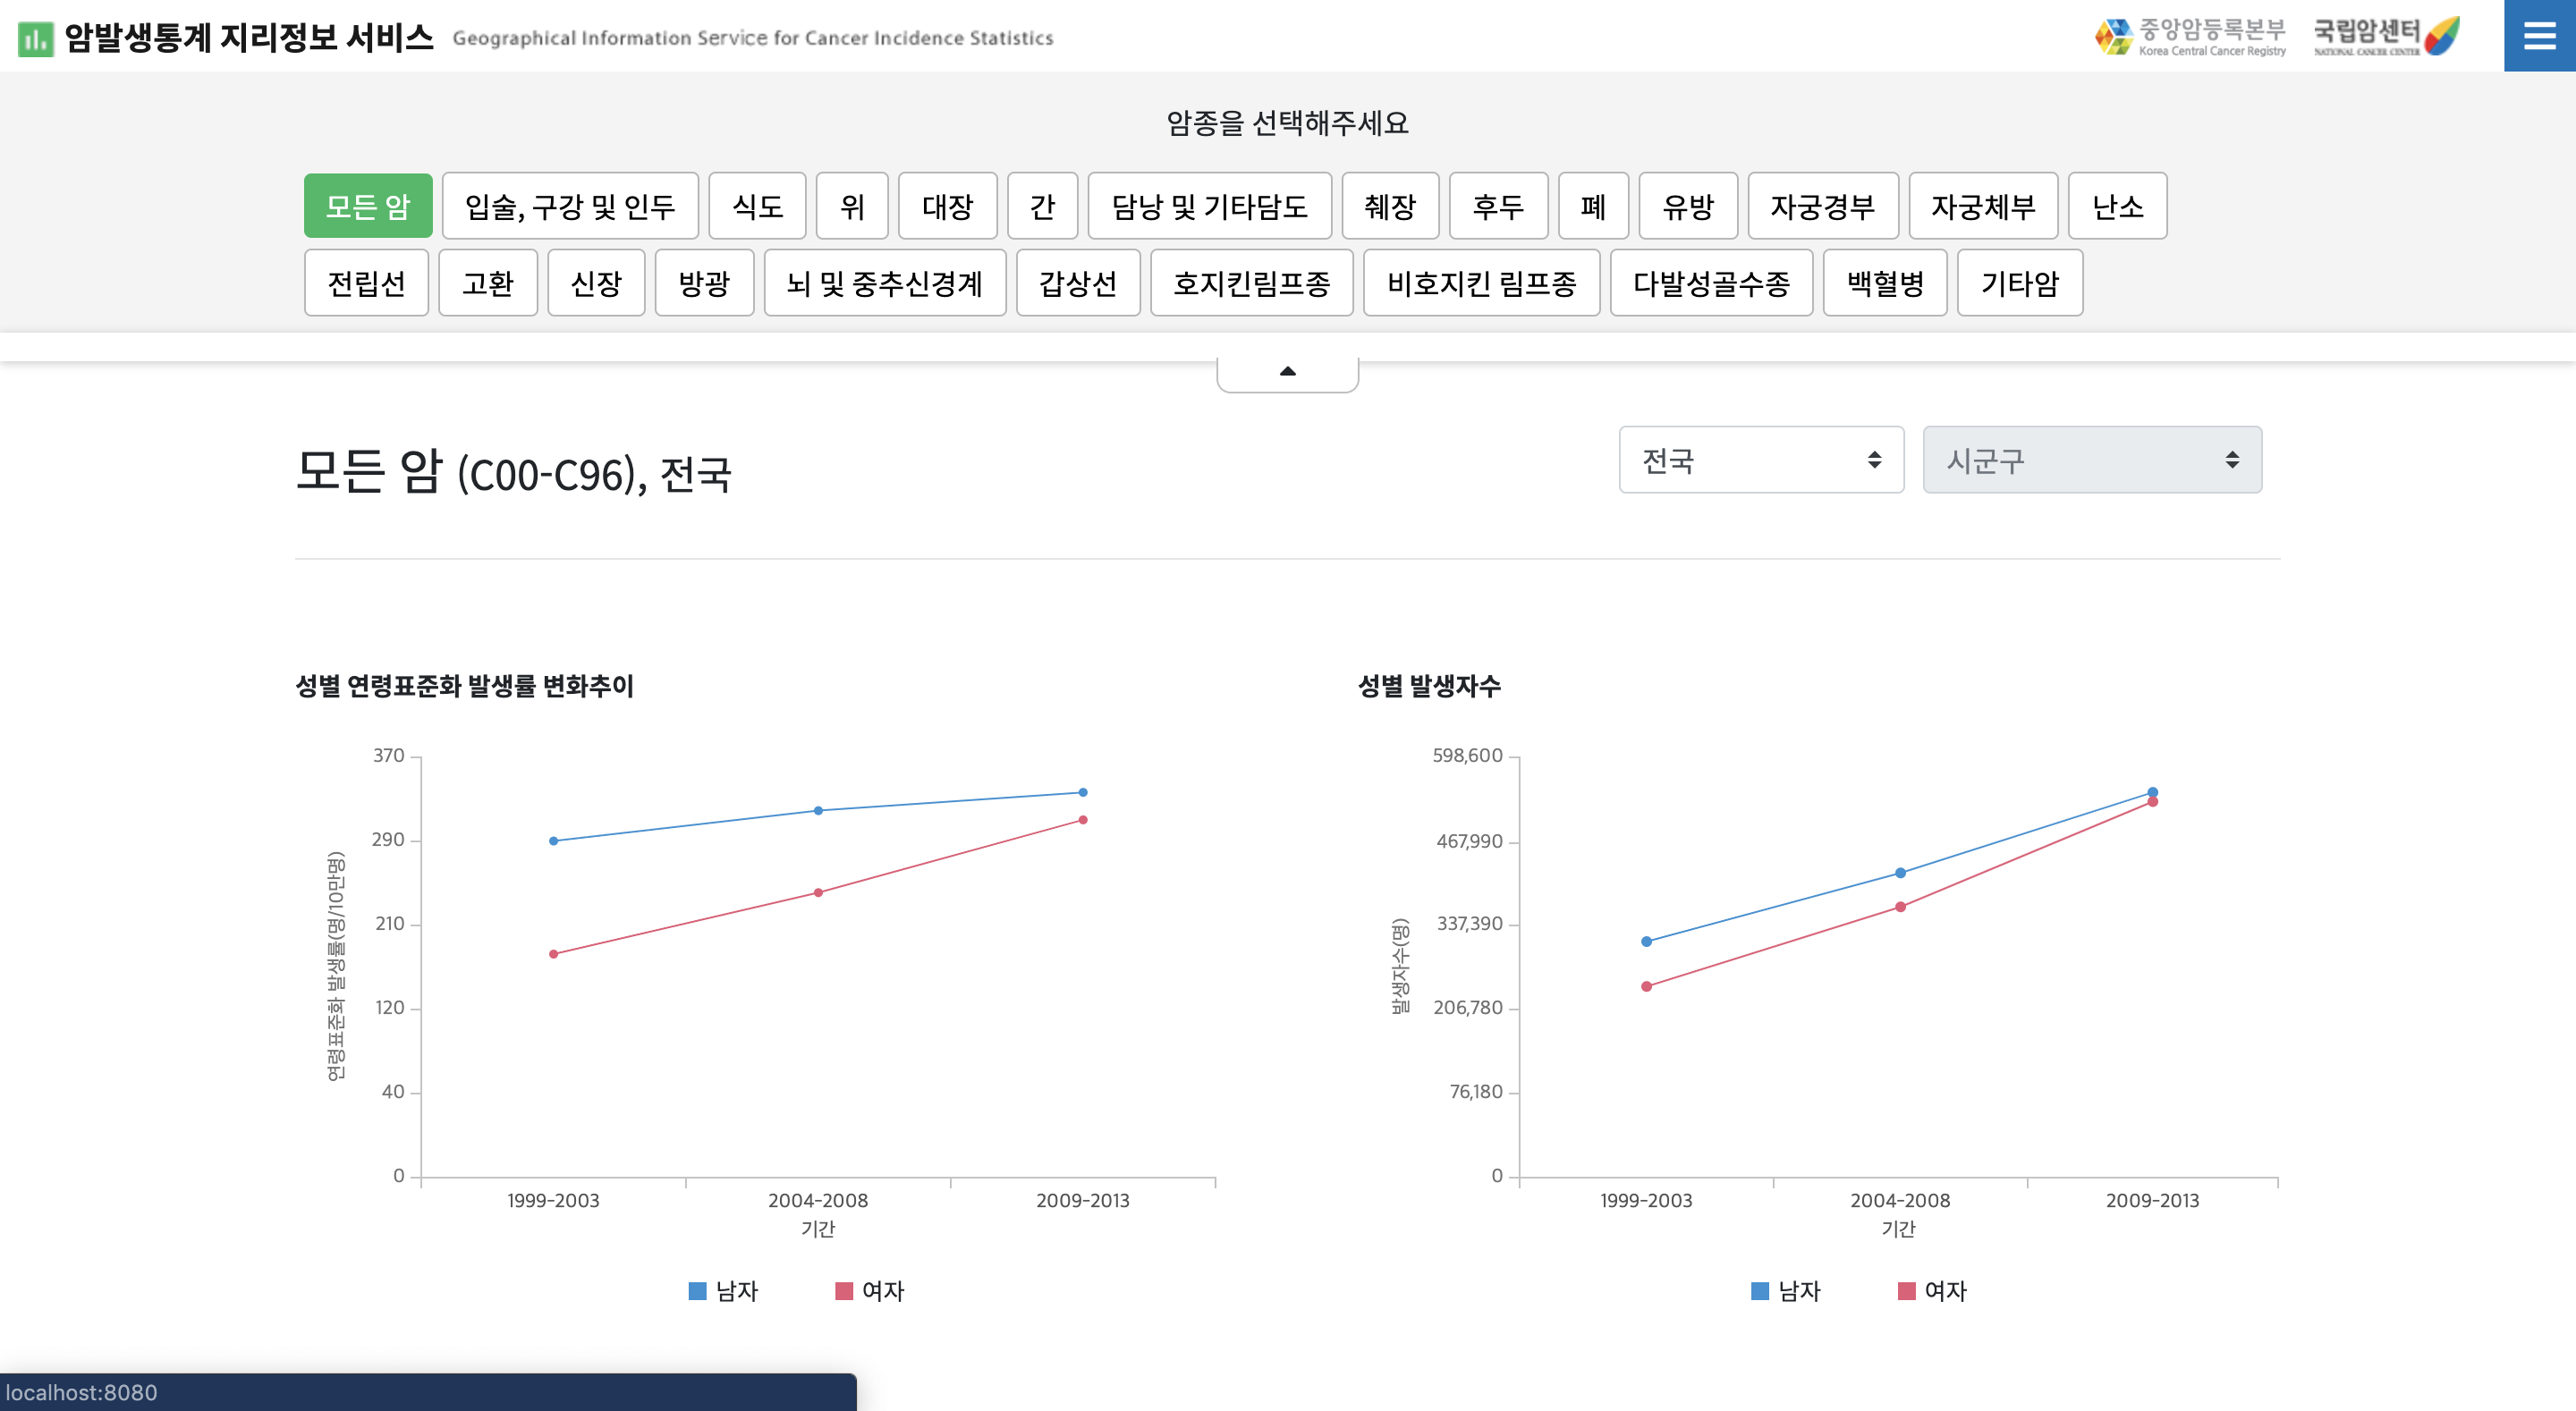 암발생통계 지리정보 서비스 Geographical Information Service for Cancer Incidence Statistics
중앙암등록본부
Korea Central Cancer Registry
국립암센터
NATIONAL CANCER CENTER
암종을 선택해주세요
모든 암 입술, 구강 및 인두 식도 위 대장 간 담낭 및 기타담도 췌장 후두 폐 유방 자궁경부 자궁체부 난소
전립선 고환 신장 방광 뇌 및 중추신경계 갑상선 호지킨림프종 비호지킨 림프종 다발성골수종 백혈병 기타암
모든 암 (C00-C96), 전국
전국 시군구
성별 연령표준화 발생률 변화추이
370
290
210
120
40
0
연령표준화 발생률(명/10만명)
1999-2003 2004-2008 2009-2013
기간
남자 여자
성별 발생자수
598,600
467,990
337,390
206,780
76,180
0
발생자수(명)
1999-2003 2004-2008 2009-2013
기간
남자 여자
localhost:8080